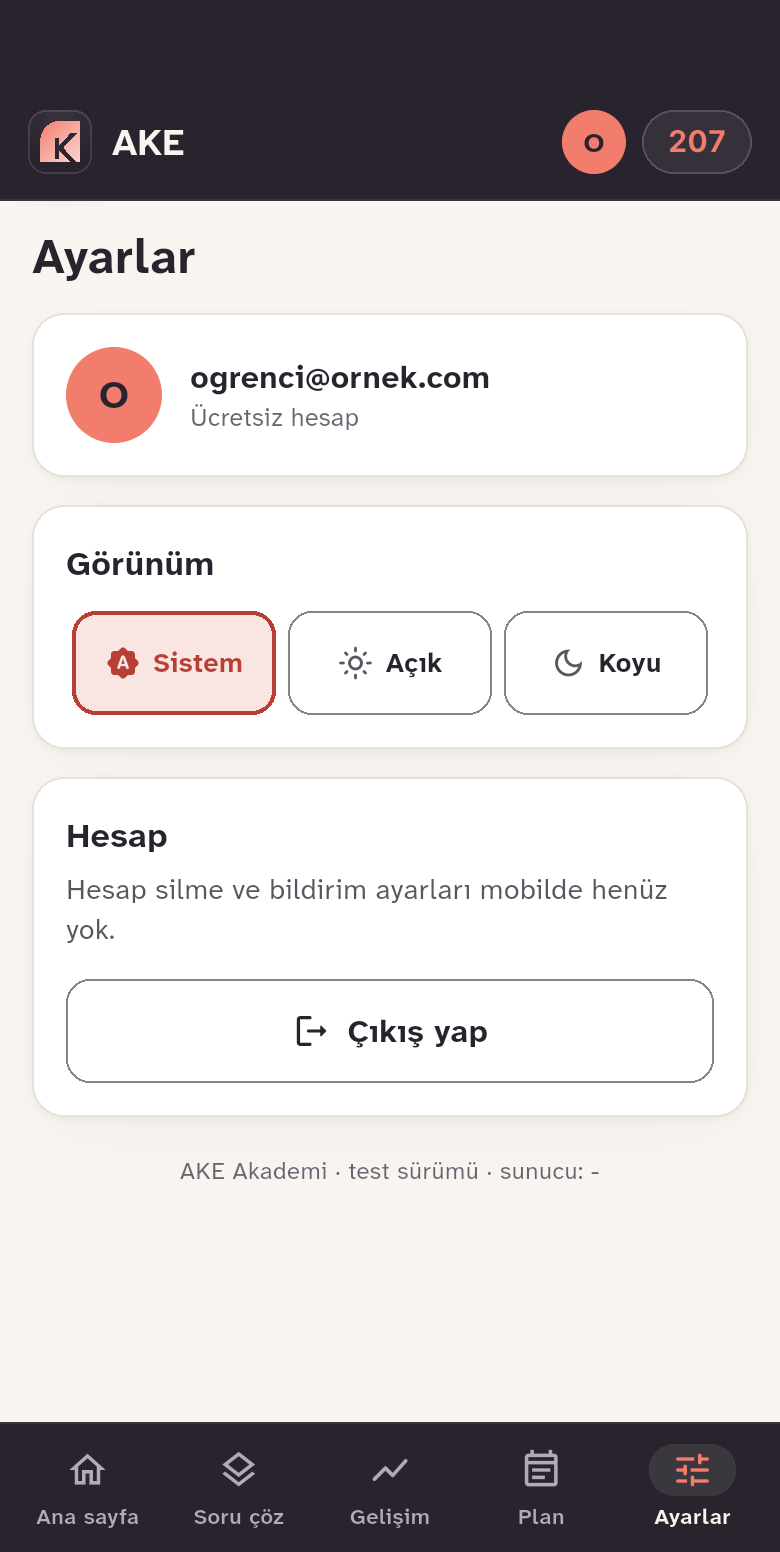 K
AKE
O
207
Ayarlar
O
ogrenci@ornek.com
Ücretsiz hesap
Görünüm
A Sistem
Açık
Koyu
Hesap
Hesap silme ve bildirim ayarları mobilde henüz
yok.
Çıkış yap
AKE Akademi · test sürümü · sunucu: -
Ana sayfa
Soru çöz
Gelişim
Plan
Ayarlar